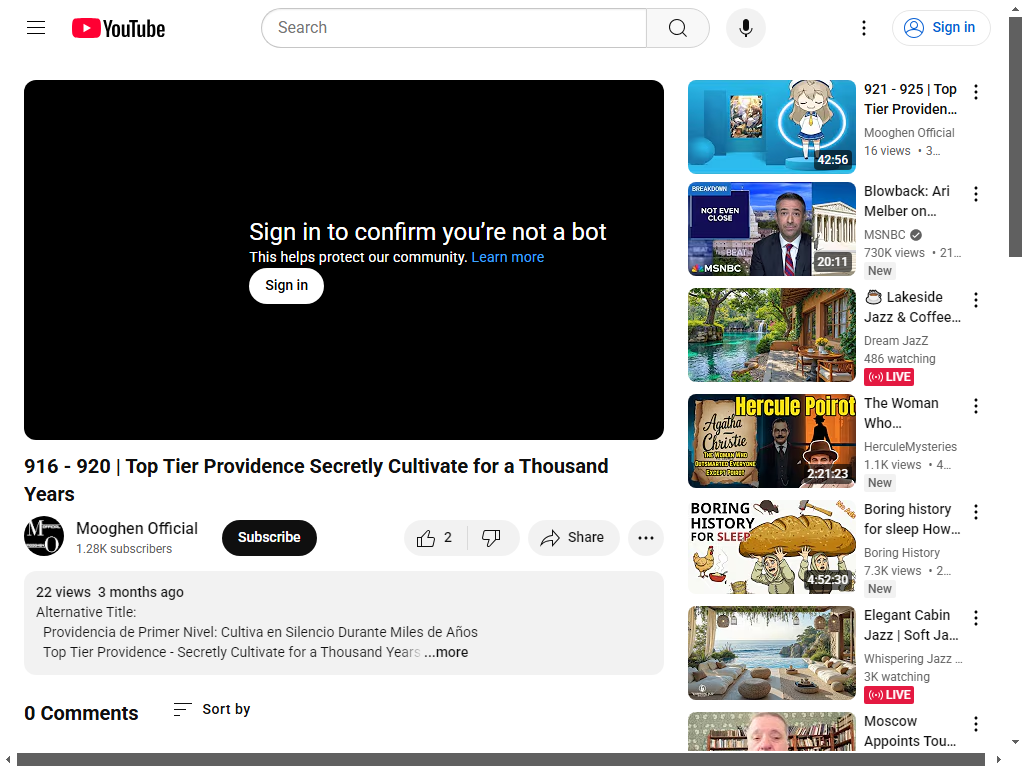 YouTube
Search
Sign in
Sign in to confirm you’re not a bot
This helps protect our community. Learn more
Sign in
916 - 920 | Top Tier Providence Secretly Cultivate for a Thousand
Years
Mooghen Official
1.28K subscribers
Subscribe
2
Share
22 views 3 months ago
Alternative Title:
Providencia de Primer Nivel: Cultiva en Silencio Durante Miles de Años
Top Tier Providence - Secretly Cultivate for a Thousand Years ...more
0 Comments
Sort by
42:56
921 - 925 | Top
Tier Providen...
Mooghen Official
16 views • 3...
BREAKDOWN
NOT EVEN
CLOSE
BEAT
MSNBC
20:11
Blowback: Ari
Melber on...
MSNBC
730K views • 21...
New
Lakeside
Jazz & Coffee...
Dream JazZ
486 watching
LIVE
Hercule Poirot
Agatha
Christie
THE WOMAN WHO
OUTSMARTED EVERYONE
EXCEPT POIROT
2:21:23
The Woman
Who...
HerculeMysteries
1.1K views • 4...
New
BORING
HISTORY
FOR SLEEP
No Ads
4:52:30
Boring history
for sleep How...
Boring History
7.3K views • 2...
New
Elegant Cabin
Jazz | Soft Ja...
Whispering Jazz ...
3K watching
LIVE
Moscow
Appoints Tou...